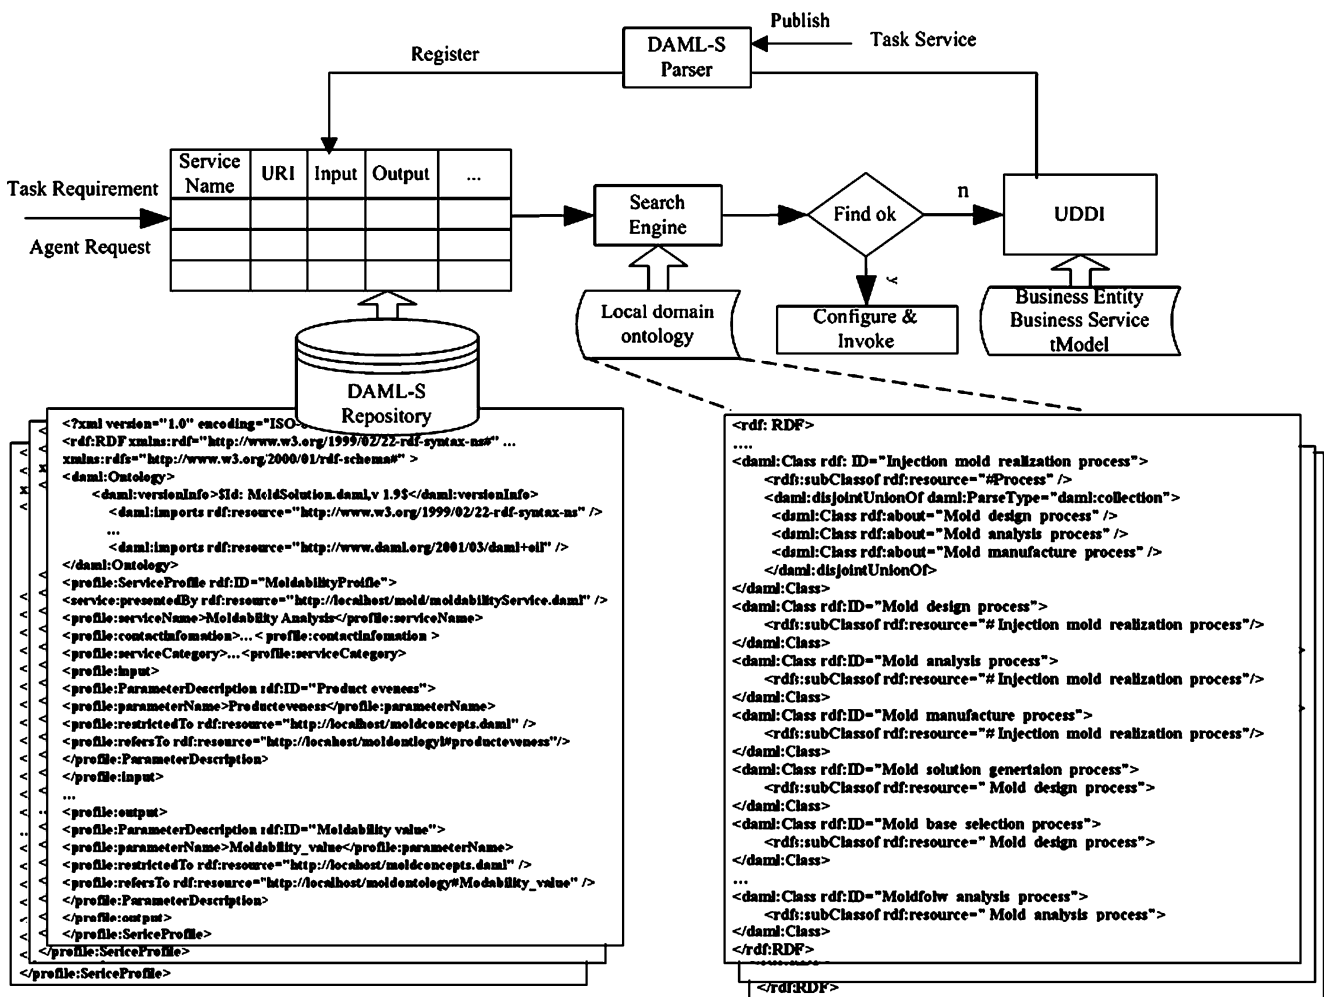 Publish
Task Service
DAML-S
Parser
Register
Service
Name
URI
Input
Output
...
Task Requirement
Agent Request
Search
Engine
Find ok
n
UDDI
y
Local domain
ontology
Configure &
Invoke
Business Entity
Business Service
tModel
DAML-S
Repository
<?xml version="1.0" encoding="ISO-
<rdf:RDF xmlns:rdf="http://www.w3.org/1999/02/22-rdf-syntax-ns#" ...
xmlns:rdfs="http://www.w3.org/2000/01/rdf-schema#" >
<daml:Ontology>
<daml:versionInfo>$Id: MoldSolution.daml,v 1.9$</daml:versionInfo>
<daml:imports rdf:resource="http://www.w3.org/1999/02/22-rdf-syntax-ns" />
...
<daml:imports rdf:resource="http://www.daml.org/2001/03/daml+oil" />
</daml:Ontology>
<profile:ServiceProfile rdf:ID="MoldabilityProifle">
<service:presentedBy rdf:resource="http://localhost/mold/moldabilityService.daml" />
<profile:serviceName>Moldability Analysis</profile:serviceName>
<profile:contactinfomation>...< profile:contactinfomation >
<profile:serviceCategory>...<profile:serviceCategory>
<profile:input>
<profile:ParameterDescription rdf:ID="Product eveness">
<profile:parameterName>Producteveness</profile:parameterName>
<profile:restrictedTo rdf:resource="http://localhost/moldconcepts.daml" />
<profile:refersTo rdf:resource="http://locahost/moldontlogyl#producteveness"/>
</profile:ParameterDescription>
</profile:input>
...
<profile:output>
<profile:ParameterDescription rdf:ID="Moldability value">
<profile:parameterName>Moldability_value</profile:parameterName>
<profile:restrictedTo rdf:resource="http://locahost/moldconcepts.daml" />
<profile:refersTo rdf:resource="http://localhost/moldontology#Modability_value" />
</profile:ParameterDescription>
</profile:output>
</profile:SericeProfile>
</profile:SericeProfile>
</profile:SericeProfile>
<rdf: RDF>
....
<daml:Class rdf: ID="Injection mold realization process">
<rdfs:subClassof rdf:resource="#Process" />
<daml:disjointUnionOf daml:ParseType="daml:collection">
<dsml:Class rdf:about="Mold design process" />
<dsml:Class rdf:about="Mold analysis process" />
<dsml:Class rdf:about="Mold manufacture process" />
</daml:disjointUnionOf>
</daml:Class>
<daml:Class rdf:ID="Mold design process">
<rdfs:subClassof rdf:resource="# Injection mold realization process"/>
</daml:Class>
<daml:Class rdf:ID="Mold analysis process">
<rdfs:subClassof rdf:resource="# Injection mold realization process"/>
</daml:Class>
<daml:Class rdf:ID="Mold manufacture process">
<rdfs:subClassof rdf:resource="# Injection mold realization process"/>
</daml:Class>
<daml:Class rdf:ID="Mold solution genertaion process">
<rdfs:subClassof rdf:resource=" Mold design process">
</daml:Class>
<daml:Class rdf:ID="Mold base selection process">
<rdfs:subClassof rdf:resource=" Mold design process">
</daml:Class>
...
<daml:Class rdf:ID="Moldfolw analysis process">
<rdfs:subClassof rdf:resource=" Mold analysis process">
</daml:Class>
</rdf:RDF>
</rdf:RDF>